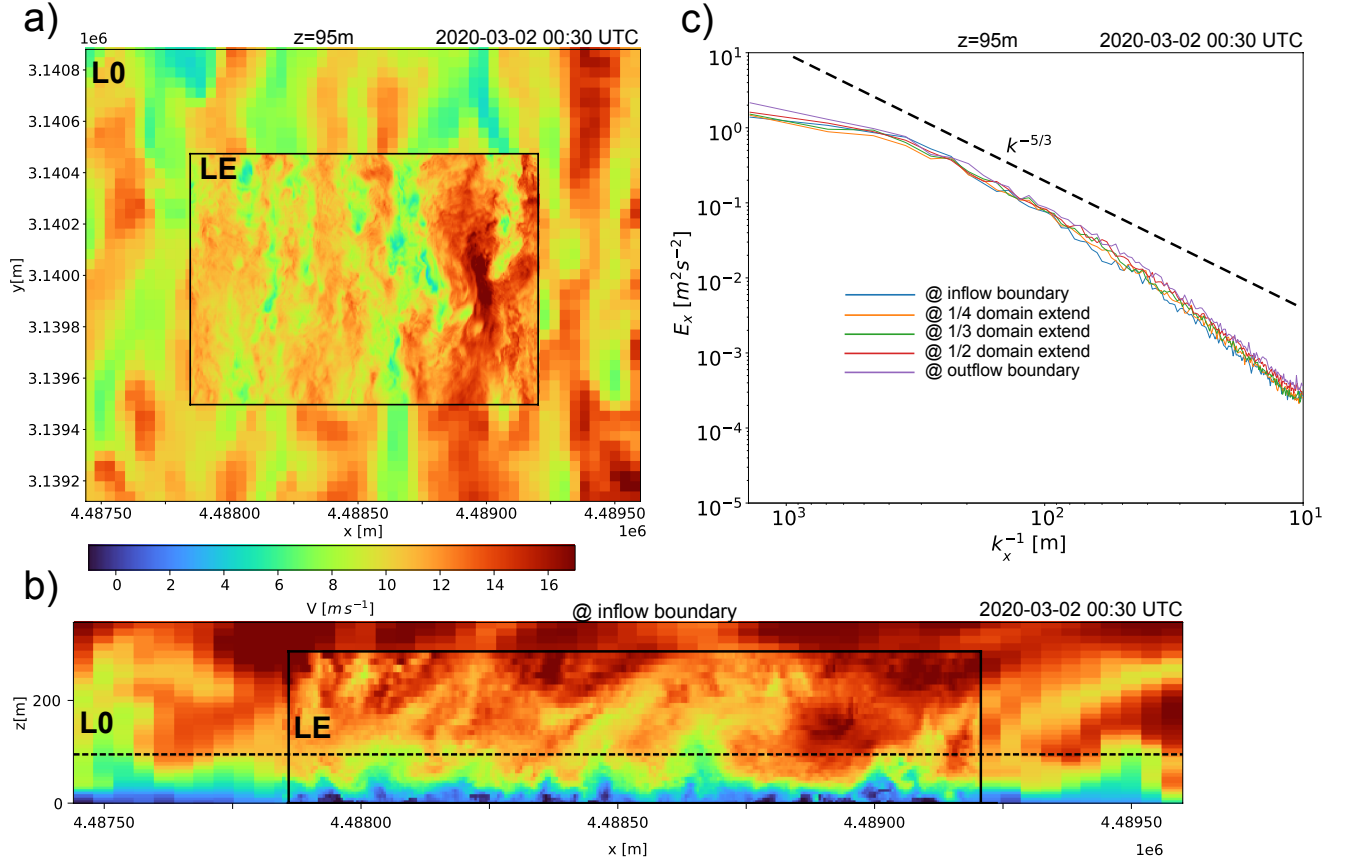 a)
1e6
z=95m
2020-03-02 00:30 UTC
L0
LE
3.1408
3.1406
3.1404
3.1402
3.1400
3.1398
3.1396
3.1394
3.1392
y[m]
4.48750
4.48800
4.48850
4.48900
4.48950
x [m]
1e6
0
2
4
6
8
10
12
14
16
V [m s⁻¹]
c)
z=95m
2020-03-02 00:30 UTC
k⁻⁵/³
10¹
10⁰
10⁻¹
10⁻²
10⁻³
10⁻⁴
10⁻⁵
Eₓ [m²s⁻²]
@ inflow boundary
@ 1/4 domain extend
@ 1/3 domain extend
@ 1/2 domain extend
@ outflow boundary
10³
10²
10¹
kₓ⁻¹ [m]
b)
@ inflow boundary
2020-03-02 00:30 UTC
L0
LE
200
0
z[m]
4.48750
4.48800
4.48850
4.48900
4.48950
x [m]
1e6